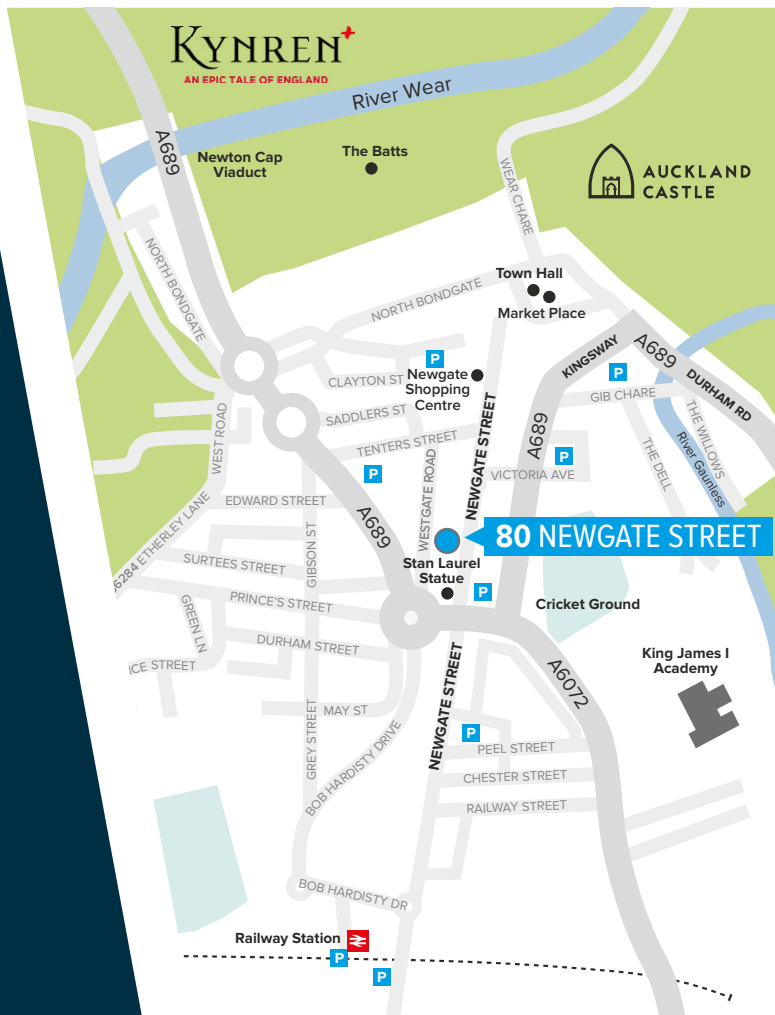 KYNREN
AN EPIC TALE OF ENGLAND
River Wear
A689
Newton Cap
Viaduct
The Batts
WEAR CHARE
AUCKLAND
CASTLE
NORTH BONDGATE
Town Hall
NORTH BONDGATE
Market Place
KINGSWAY
A689
DURHAM RD
P
P
CLAYTON ST
Newgate
Shopping
Centre
GIB CHARE
SADDLERS ST
THE WILLOWS
WEST ROAD
TENTERS STREET
NEWGATE STREET
A689
THE DELL
River Gaunless
P
P
VICTORIA AVE
WESTGATE ROAD
EDWARD STREET
A689
80 NEWGATE STREET
ETHERLEY LANE
GIBSON ST
SURTEES STREET
Stan Laurel
Statue
P
PRINCE'S STREET
Cricket Ground
GREEN LN
DURHAM STREET
King James I
Academy
ICE STREET
A6072
NEWGATE STREET
MAY ST
GREY STREET
P
BOB HARDISTY DRIVE
PEEL STREET
CHESTER STREET
RAILWAY STREET
BOB HARDISTY DR
Railway Station
P
P